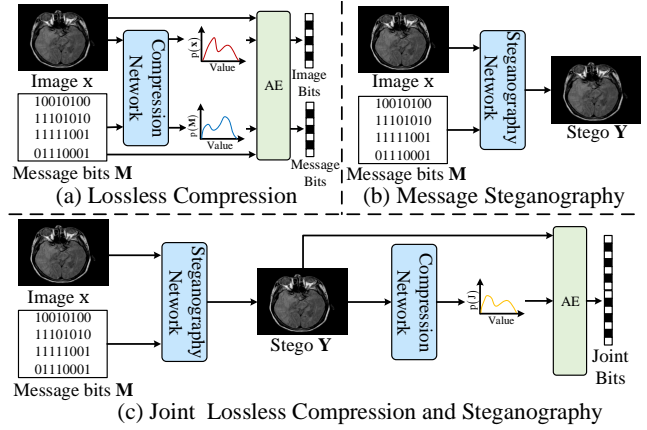 Image x
10010100
11101010
11111001
01110001
Message bits M
Compression
Network
p(x)
Value
p(M)
Value
AE
Image
Bits
Message
Bits
(a) Lossless Compression
Image x
10010100
11101010
11111001
01110001
Message bits M
Steganography
Network
Stego Y
(b) Message Steganography
Image x
10010100
11101010
11111001
01110001
Message bits M
Steganography
Network
Stego Y
Compression
Network
p(J)
Value
AE
Joint
Bits
(c) Joint Lossless Compression and Steganography